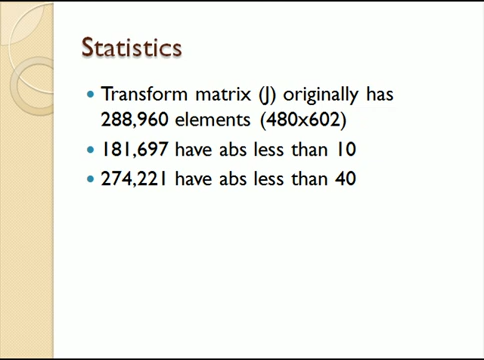 Statistics
Transform matrix (J) originally has
288,960 elements (480x602)
181,697 have abs less than 10
274,221 have abs less than 40